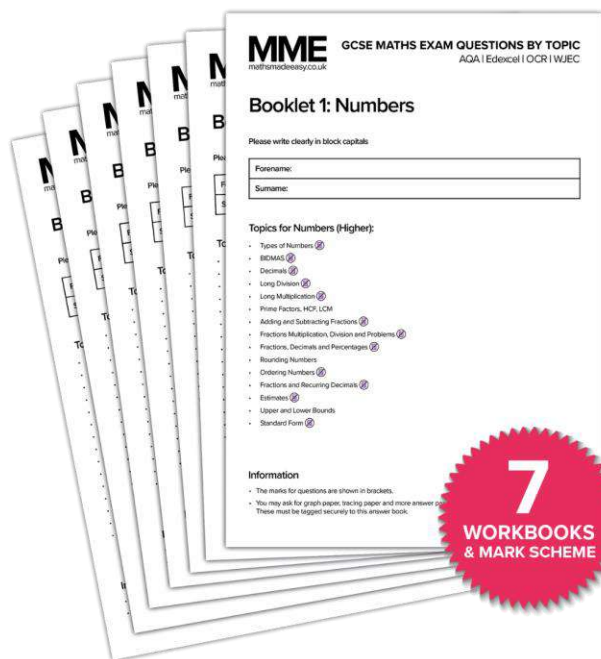 MME
mathsmadeeasy.co.uk
GCSE MATHS EXAM QUESTIONS BY TOPIC
AQA | Edexcel | OCR | WJEC
Booklet 1: Numbers
Please write clearly in block capitals
Forename:
Surname:
Topics for Numbers (Higher):
Types of Numbers
BIDMAS
Decimals
Long Division
Long Multiplication
Prime Factors, HCF, LCM
Adding and Subtracting Fractions
Fractions Multiplication, Division and Problems
Fractions, Decimals and Percentages
Rounding Numbers
Ordering Numbers
Fractions and Recurring Decimals
Estimates
Upper and Lower Bounds
Standard Form
Information
The marks for questions are shown in brackets.
You may ask for graph paper, tracing paper and more answer
These must be tagged securely to this answer book.
7
WORKBOOKS
& MARK SCHEME